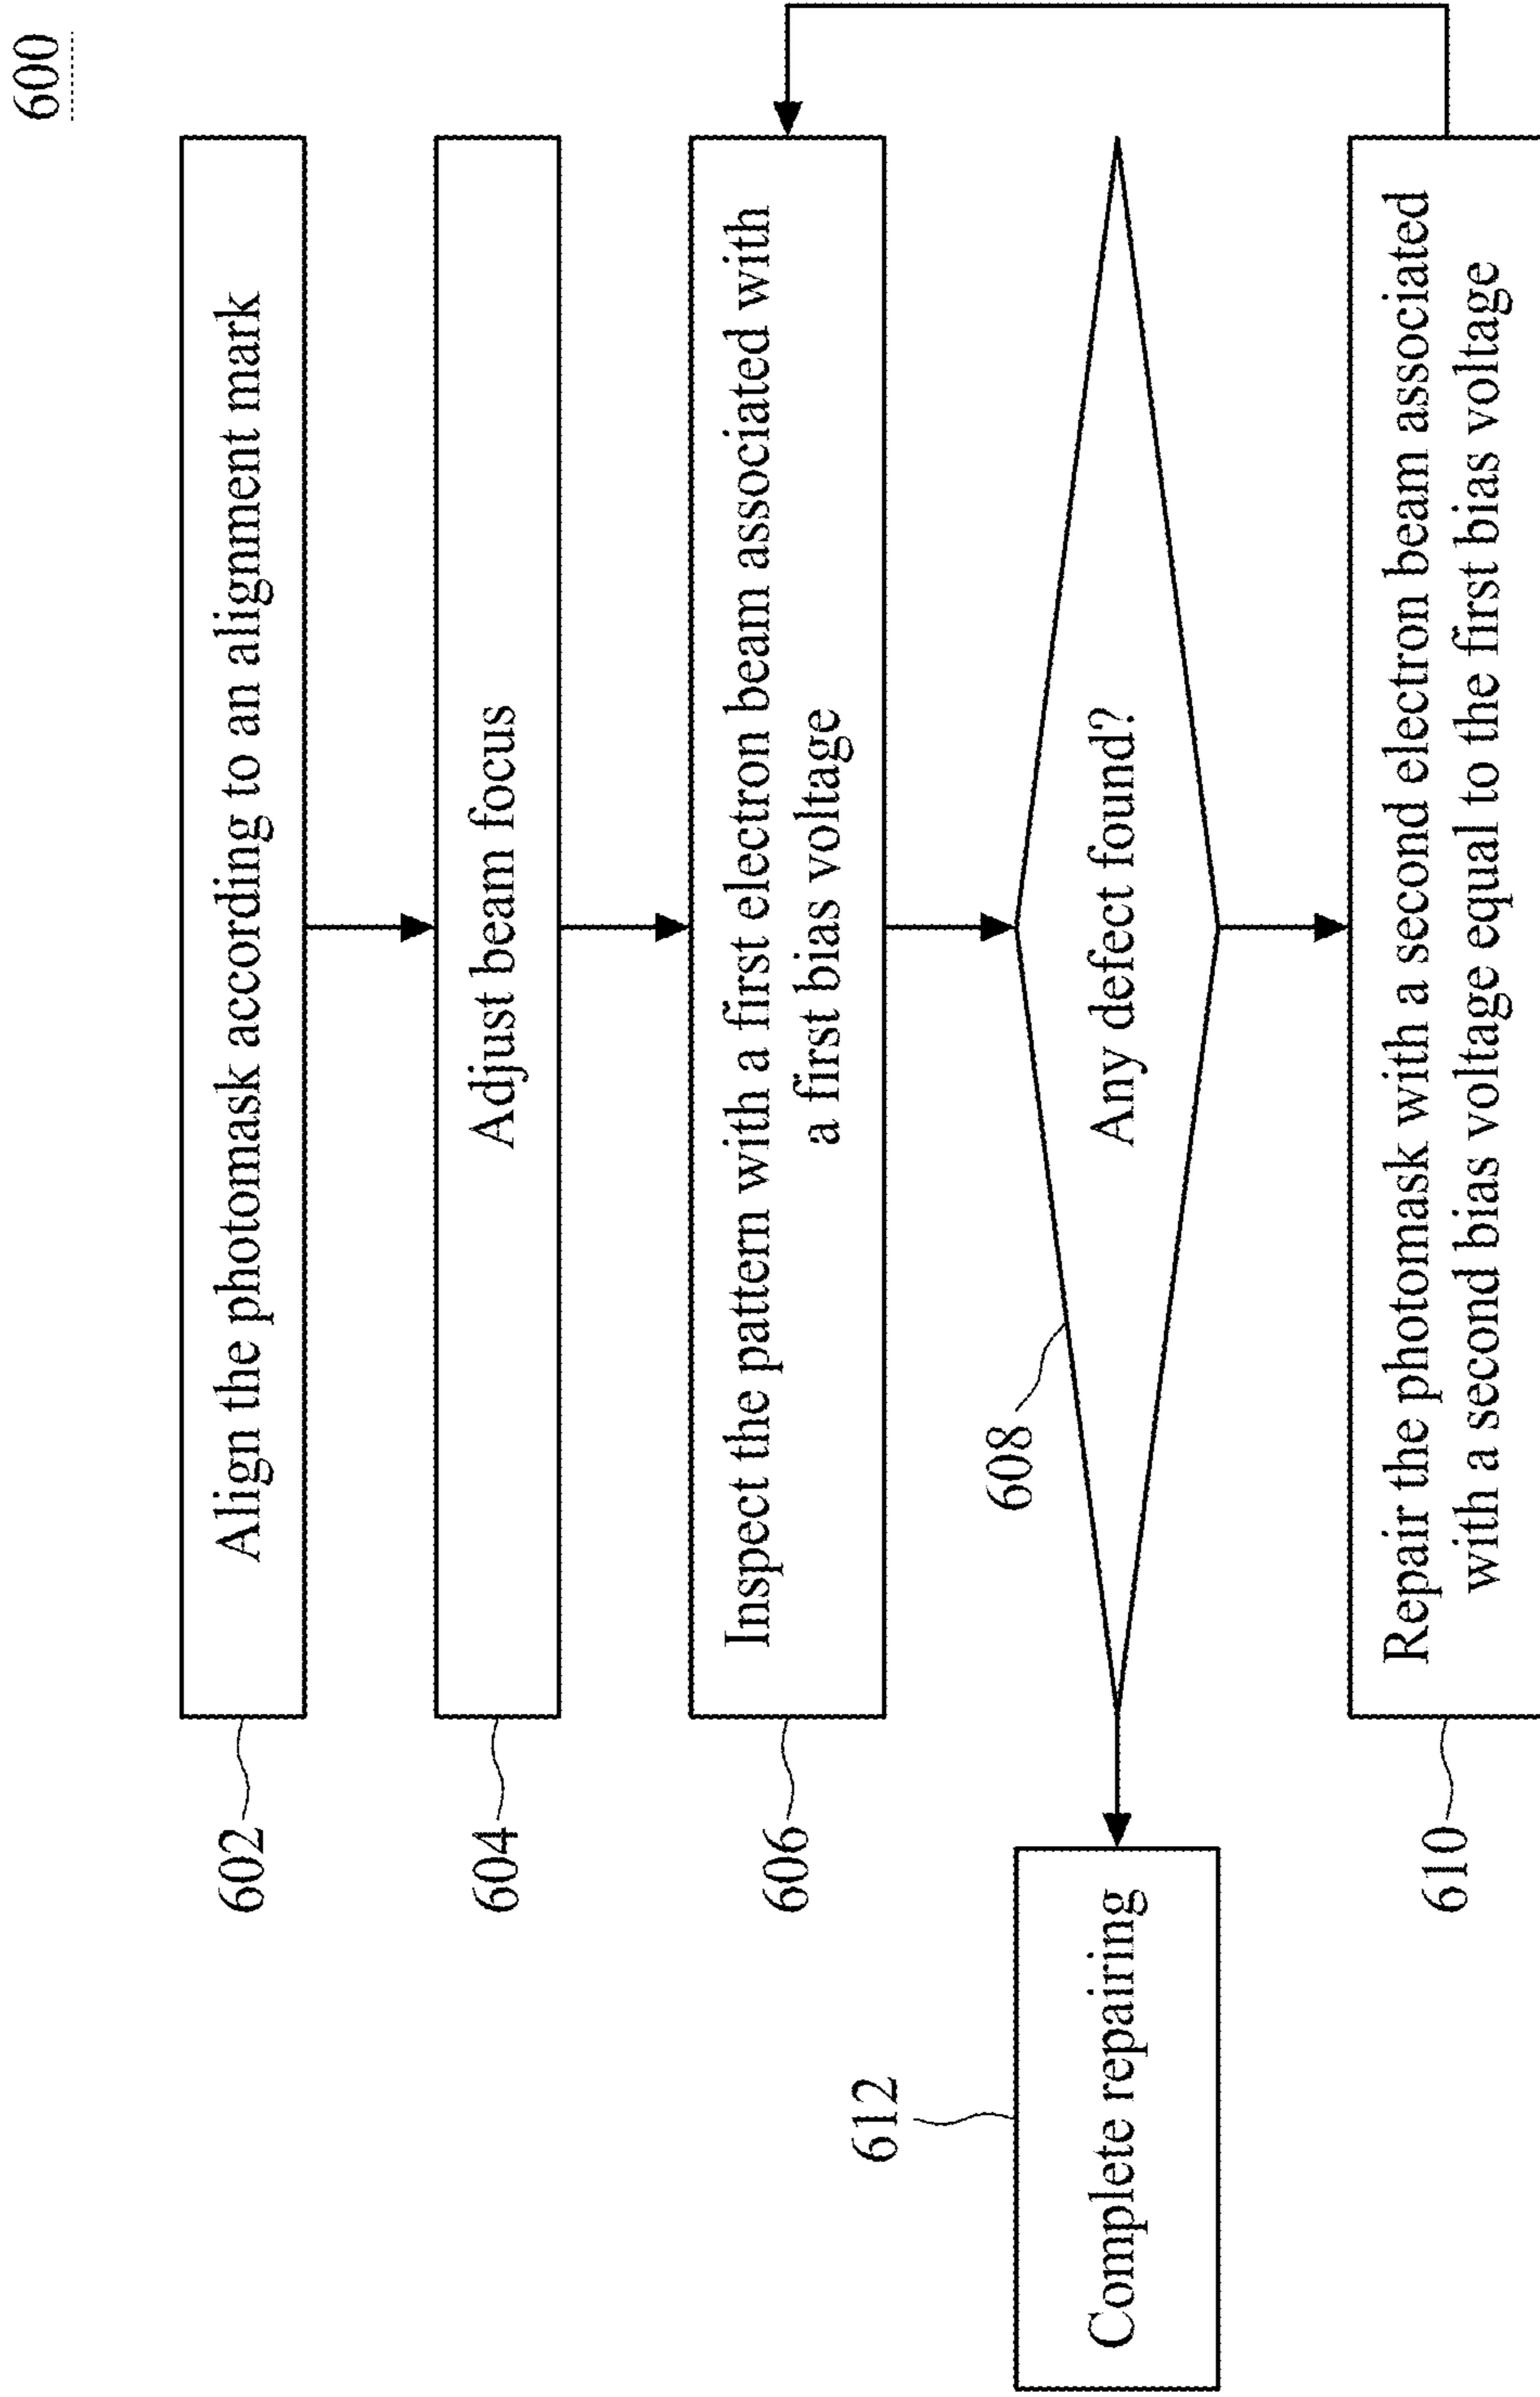 600
602
Align the photomask according to an alignment mark
604
Adjust beam focus
606
Inspect the pattern with a first electron beam associated with
a first bias voltage
608
Any defect found?
612
Complete repairing
610
Repair the photomask with a second electron beam associated
with a second bias voltage equal to the first bias voltage